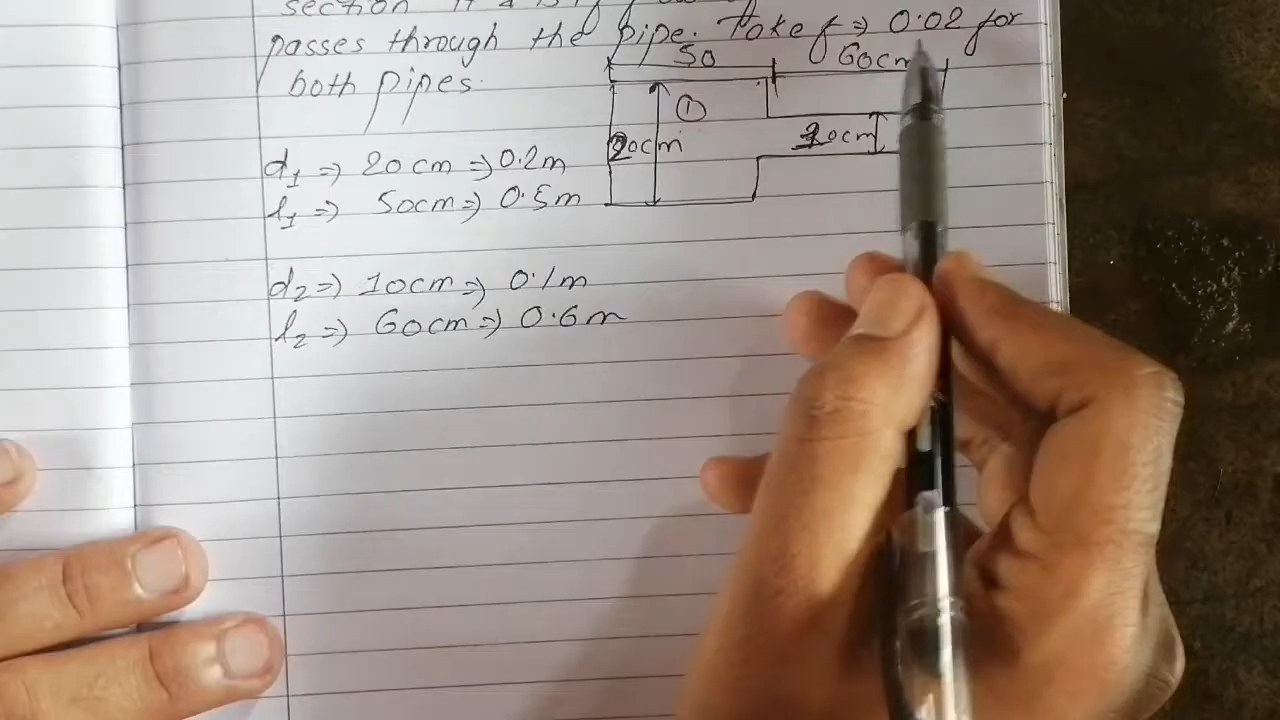 section
passes through the pipe. Take f ⇒ 0.02 for
both pipes.
50
60cm
①
20cm
10cm
d1 ⇒ 20cm ⇒ 0.2m
l1 ⇒ 50cm ⇒ 0.5m
d2 ⇒ 10cm ⇒ 0.1m
l2 ⇒ 60cm ⇒ 0.6m